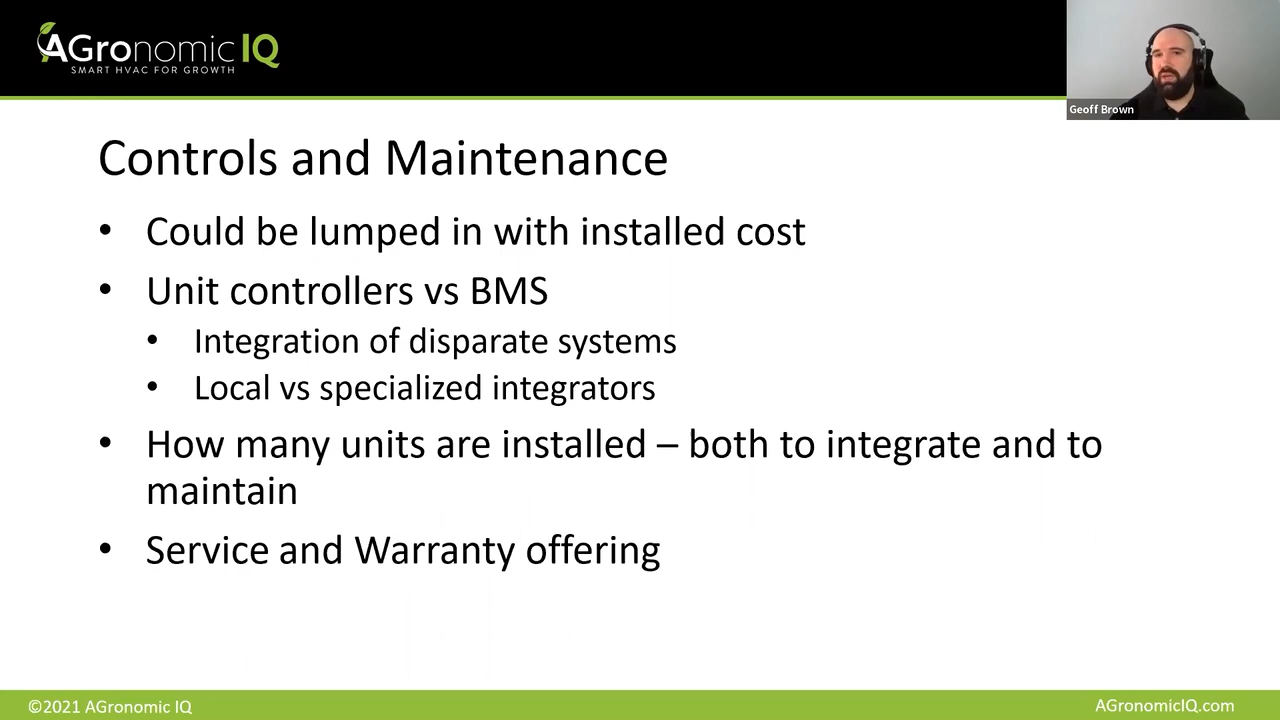 AGronomic IQ
SMART HVAC FOR GROWTH
Geoff Brown
Controls and Maintenance
• Could be lumped in with installed cost
• Unit controllers vs BMS
• Integration of disparate systems
• Local vs specialized integrators
• How many units are installed – both to integrate and to
maintain
• Service and Warranty offering
©2021 AGronomic IQ
AGronomicIQ.com